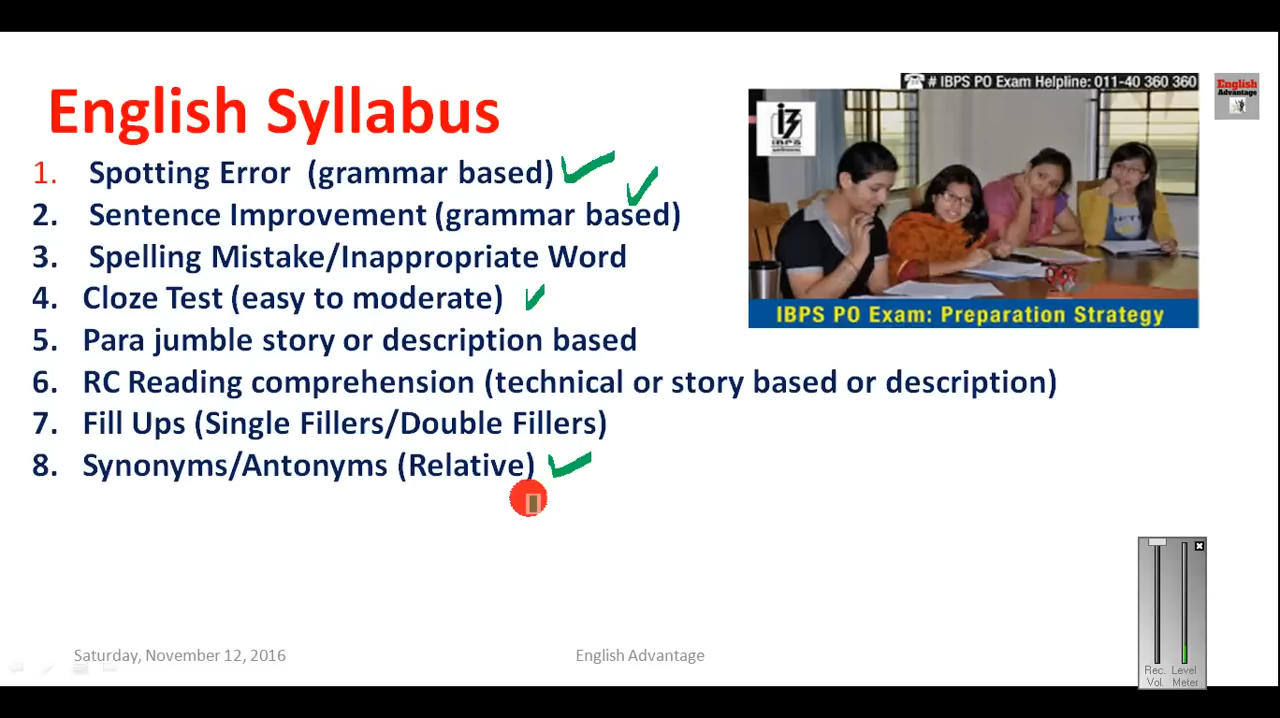 # IBPS PO Exam Helpline: 011-40 360 360
English Advantage
English Syllabus
IBPS
1. Spotting Error (grammar based)
2. Sentence Improvement (grammar based)
3. Spelling Mistake/Inappropriate Word
4. Cloze Test (easy to moderate)
IBPS PO Exam: Preparation Strategy
5. Para jumble story or description based
6. RC Reading comprehension (technical or story based or description)
7. Fill Ups (Single Fillers/Double Fillers)
8. Synonyms/Antonyms (Relative)
Saturday, November 12, 2016
English Advantage
Rec. Level
Vol. Meter